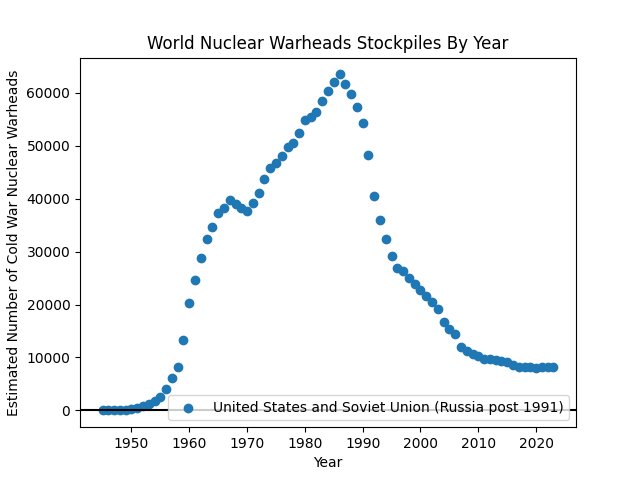 World Nuclear Warheads Stockpiles By Year
Estimated Number of Cold War Nuclear Warheads
60000
50000
40000
30000
20000
10000
0
United States and Soviet Union (Russia post 1991)
1950 1960 1970 1980 1990 2000 2010 2020
Year